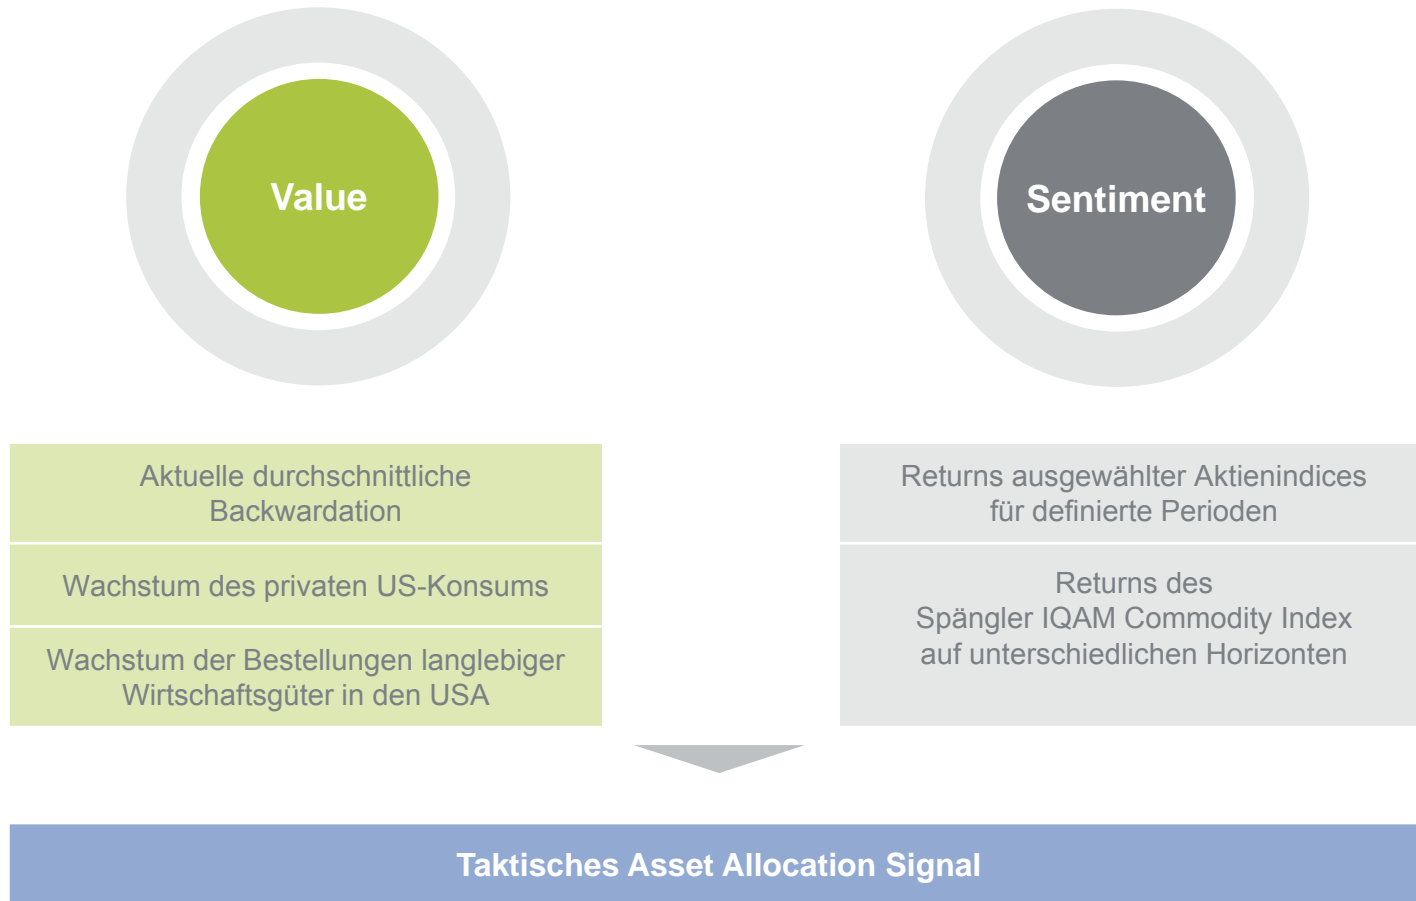 Value
Sentiment
Aktuelle durchschnittliche
Backwardation
Wachstum des privaten US-Konsums
Wachstum der Bestellungen langlebiger
Wirtschaftsgüter in den USA
Returns ausgewählter Aktienindices
für definierte Perioden
Returns des
Spängler IQAM Commodity Index
auf unterschiedlichen Horizonten
Taktisches Asset Allocation Signal